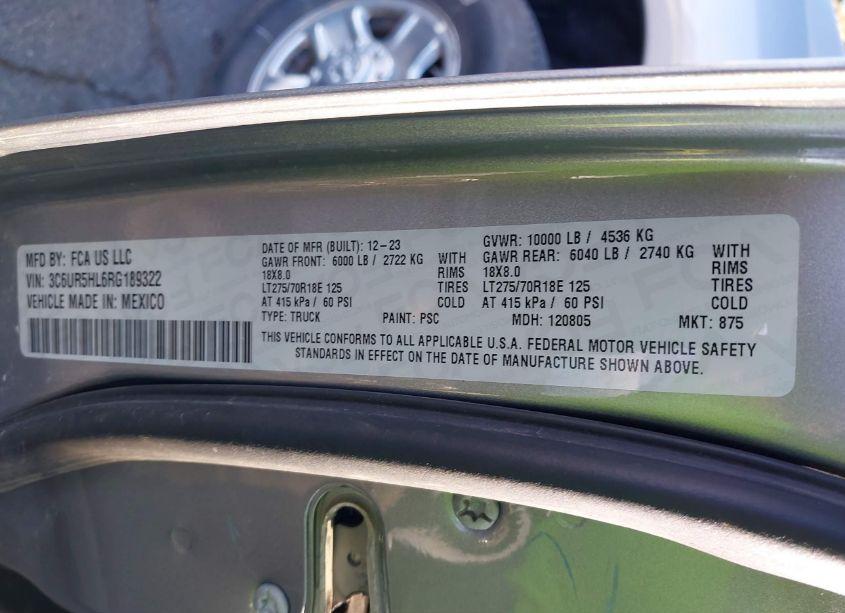 MFD BY: FCA US LLC
VIN: 3C6UR5HL6RG189322
VEHICLE MADE IN: MEXICO
DATE OF MFR (BUILT): 12-23
GAWR FRONT: 6000 LB / 2722 KG WITH
18X8.0 RIMS
LT275/70R18E 125 TIRES
AT 415 kPa / 60 PSI COLD
GVWR: 10000 LB / 4536 KG
GAWR REAR: 6040 LB / 2740 KG WITH
18X8.0 RIMS
LT275/70R18E 125 TIRES
AT 415 kPa / 60 PSI COLD
TYPE: TRUCK PAINT: PSC MDH: 120805 MKT: 875
THIS VEHICLE CONFORMS TO ALL APPLICABLE U.S.A. FEDERAL MOTOR VEHICLE SAFETY
STANDARDS IN EFFECT ON THE DATE OF MANUFACTURE SHOWN ABOVE.